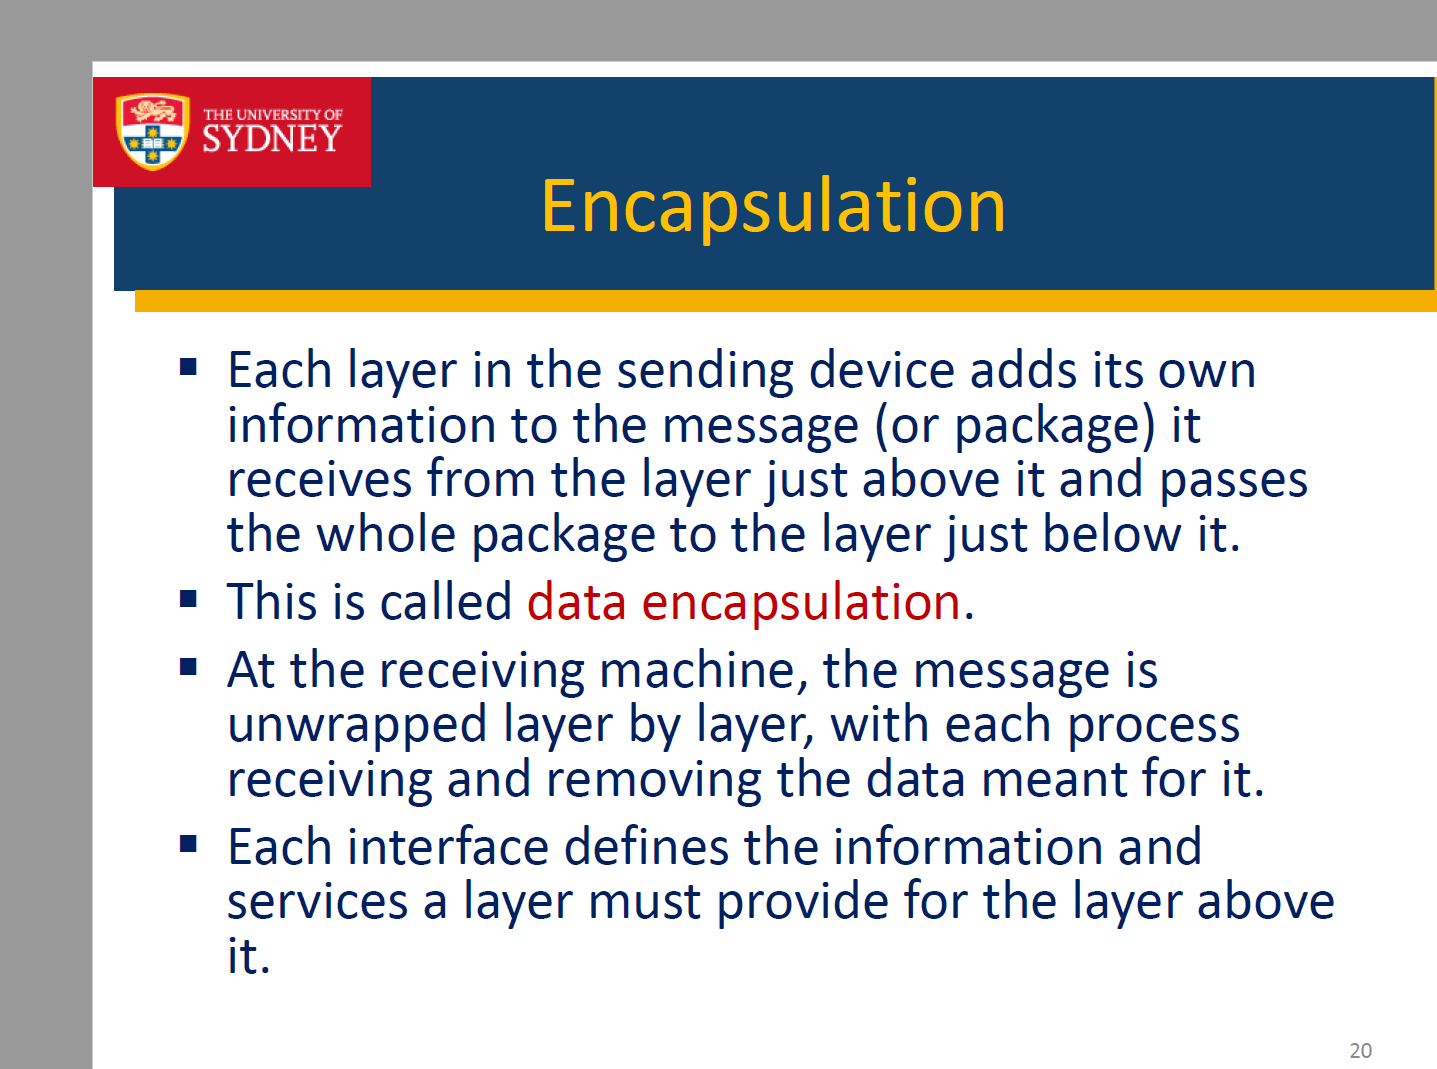 THE UNIVERSITY OF
SYDNEY
Encapsulation
▪ Each layer in the sending device adds its own
information to the message (or package) it
receives from the layer just above it and passes
the whole package to the layer just below it.
▪ This is called data encapsulation.
▪ At the receiving machine, the message is
unwrapped layer by layer, with each process
receiving and removing the data meant for it.
▪ Each interface defines the information and
services a layer must provide for the layer above
it.
20